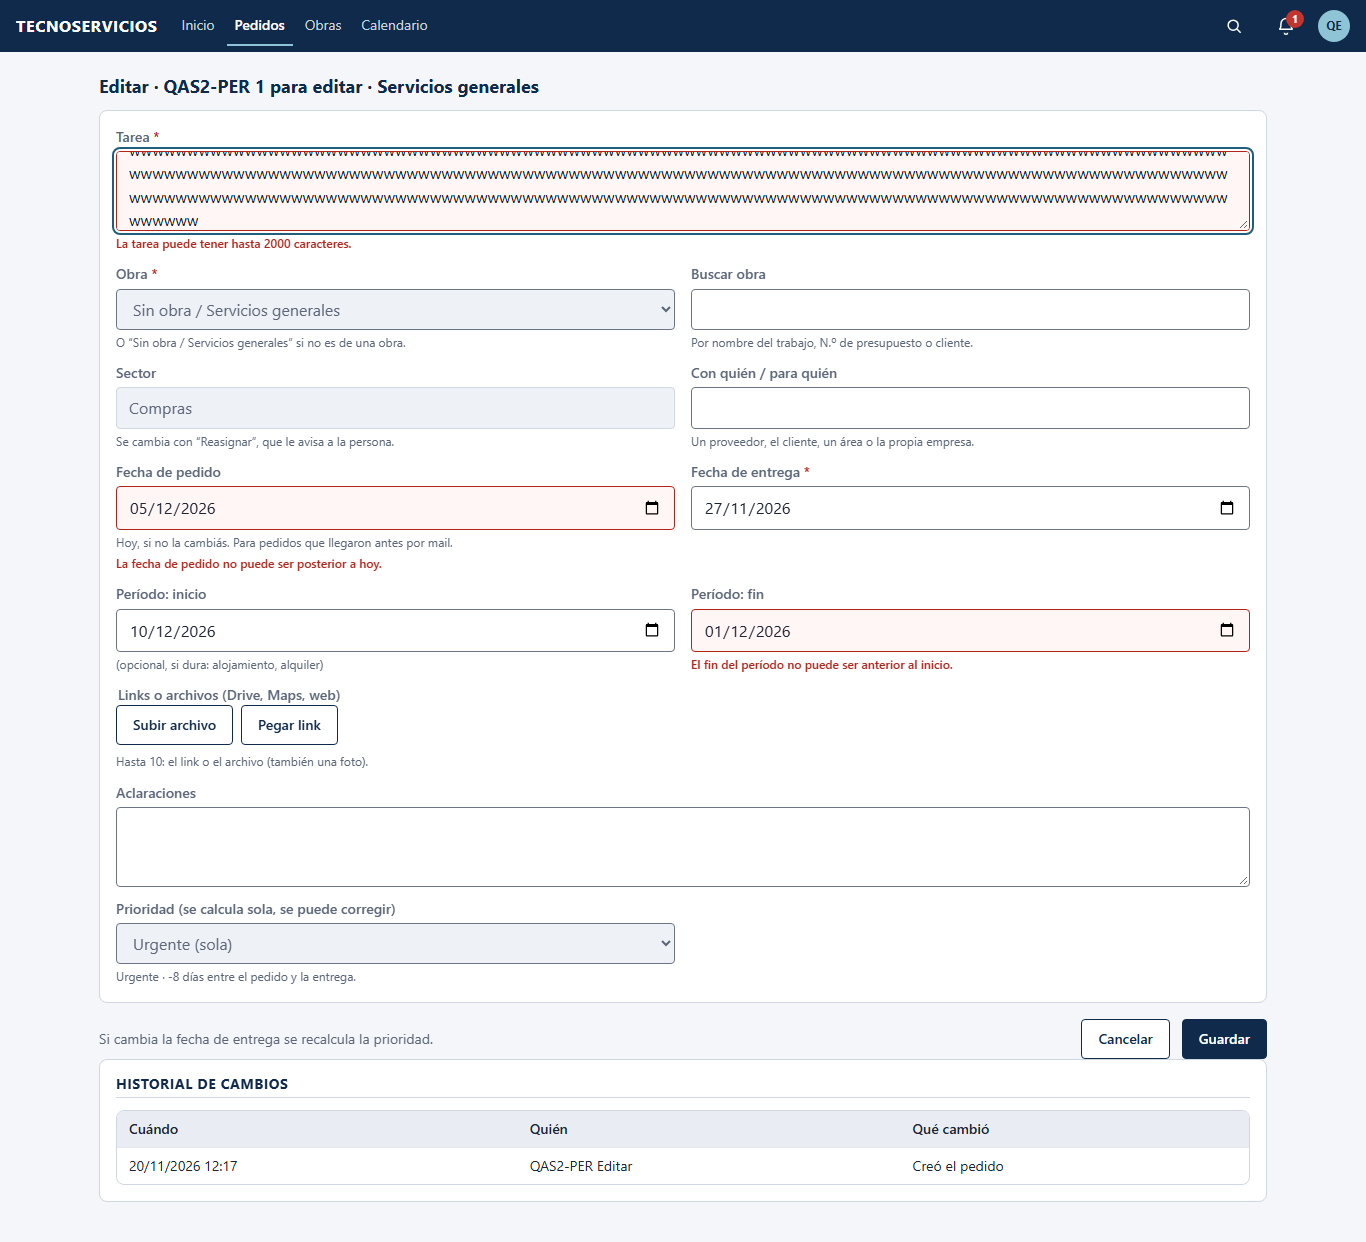 TECNOSERVICIOS Inicio Pedidos Obras Calendario 1 QE
Editar · QAS2-PER 1 para editar · Servicios generales
Tarea *
La tarea puede tener hasta 2000 caracteres.
Obra * Buscar obra
Sin obra / Servicios generales
O “Sin obra / Servicios generales” si no es de una obra. Por nombre del trabajo, N.º de presupuesto o cliente.
Sector Con quién / para quién
Compras
Se cambia con “Reasignar”, que le avisa a la persona. Un proveedor, el cliente, un área o la propia empresa.
Fecha de pedido Fecha de entrega *
05/12/2026 27/11/2026
Hoy, si no la cambiás. Para pedidos que llegaron antes por mail.
La fecha de pedido no puede ser posterior a hoy.
Período: inicio Período: fin
10/12/2026 01/12/2026
(opcional, si dura: alojamiento, alquiler) El fin del período no puede ser anterior al inicio.
Links o archivos (Drive, Maps, web)
Subir archivo Pegar link
Hasta 10: el link o el archivo (también una foto).
Aclaraciones
Prioridad (se calcula sola, se puede corregir)
Urgente (sola)
Urgente · -8 días entre el pedido y la entrega.
Si cambia la fecha de entrega se recalcula la prioridad. Cancelar Guardar
HISTORIAL DE CAMBIOS
Cuándo Quién Qué cambió
20/11/2026 12:17 QAS2-PER Editar Creó el pedido